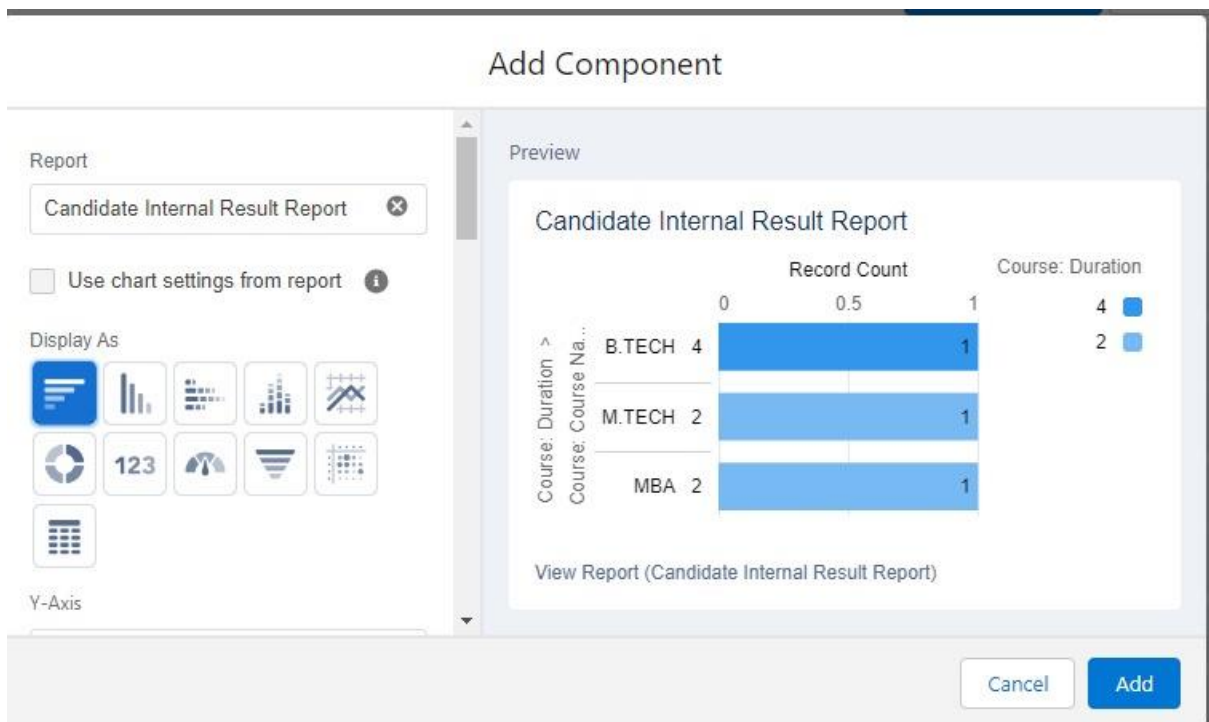 Add Component
Report
Candidate Internal Result Report
Use chart settings from report
Display As
123
Y-Axis
Preview
Candidate Internal Result Report
Record Count
0 0.5 1
Course: Duration >
Course: Course Na...
B.TECH 4 1
M.TECH 2 1
MBA 2 1
Course: Duration
4
2
View Report (Candidate Internal Result Report)
Cancel
Add